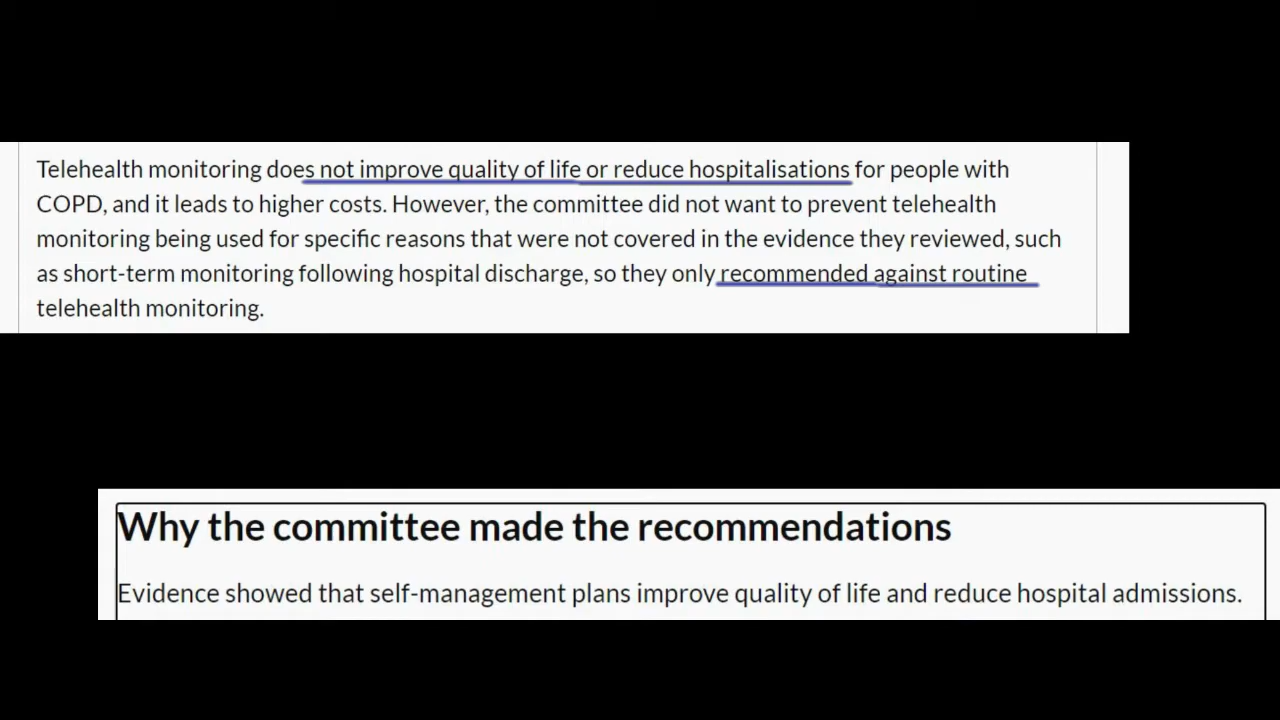 Telehealth monitoring does not improve quality of life or reduce hospitalisations for people with
COPD, and it leads to higher costs. However, the committee did not want to prevent telehealth
monitoring being used for specific reasons that were not covered in the evidence they reviewed, such
as short-term monitoring following hospital discharge, so they only recommended against routine
telehealth monitoring.
Why the committee made the recommendations
Evidence showed that self-management plans improve quality of life and reduce hospital admissions.